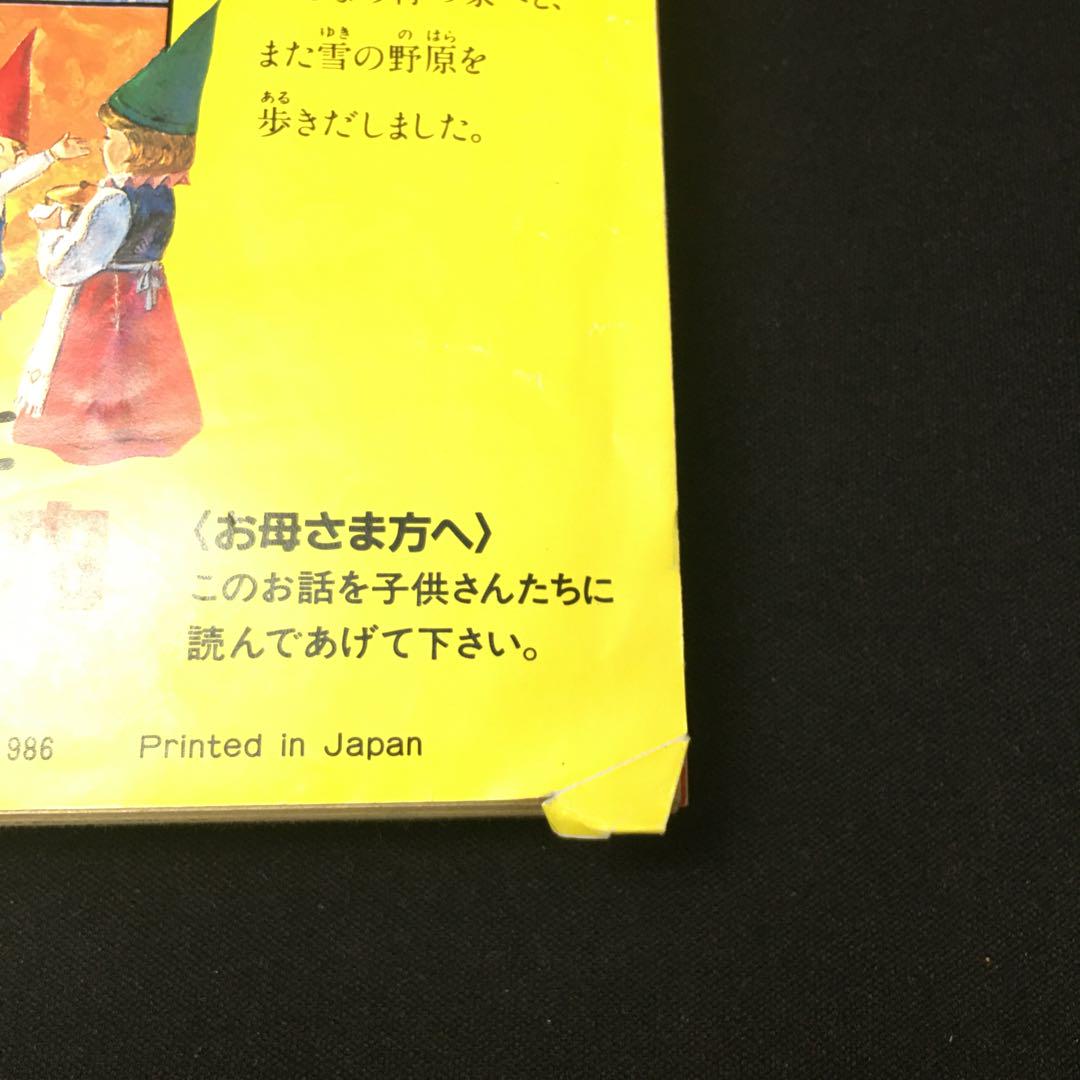 また雪の野原を
歩きだしました。
〈お母さま方へ〉
このお話を子供さんたちに
読んであげて下さい。
986 Printed in Japan